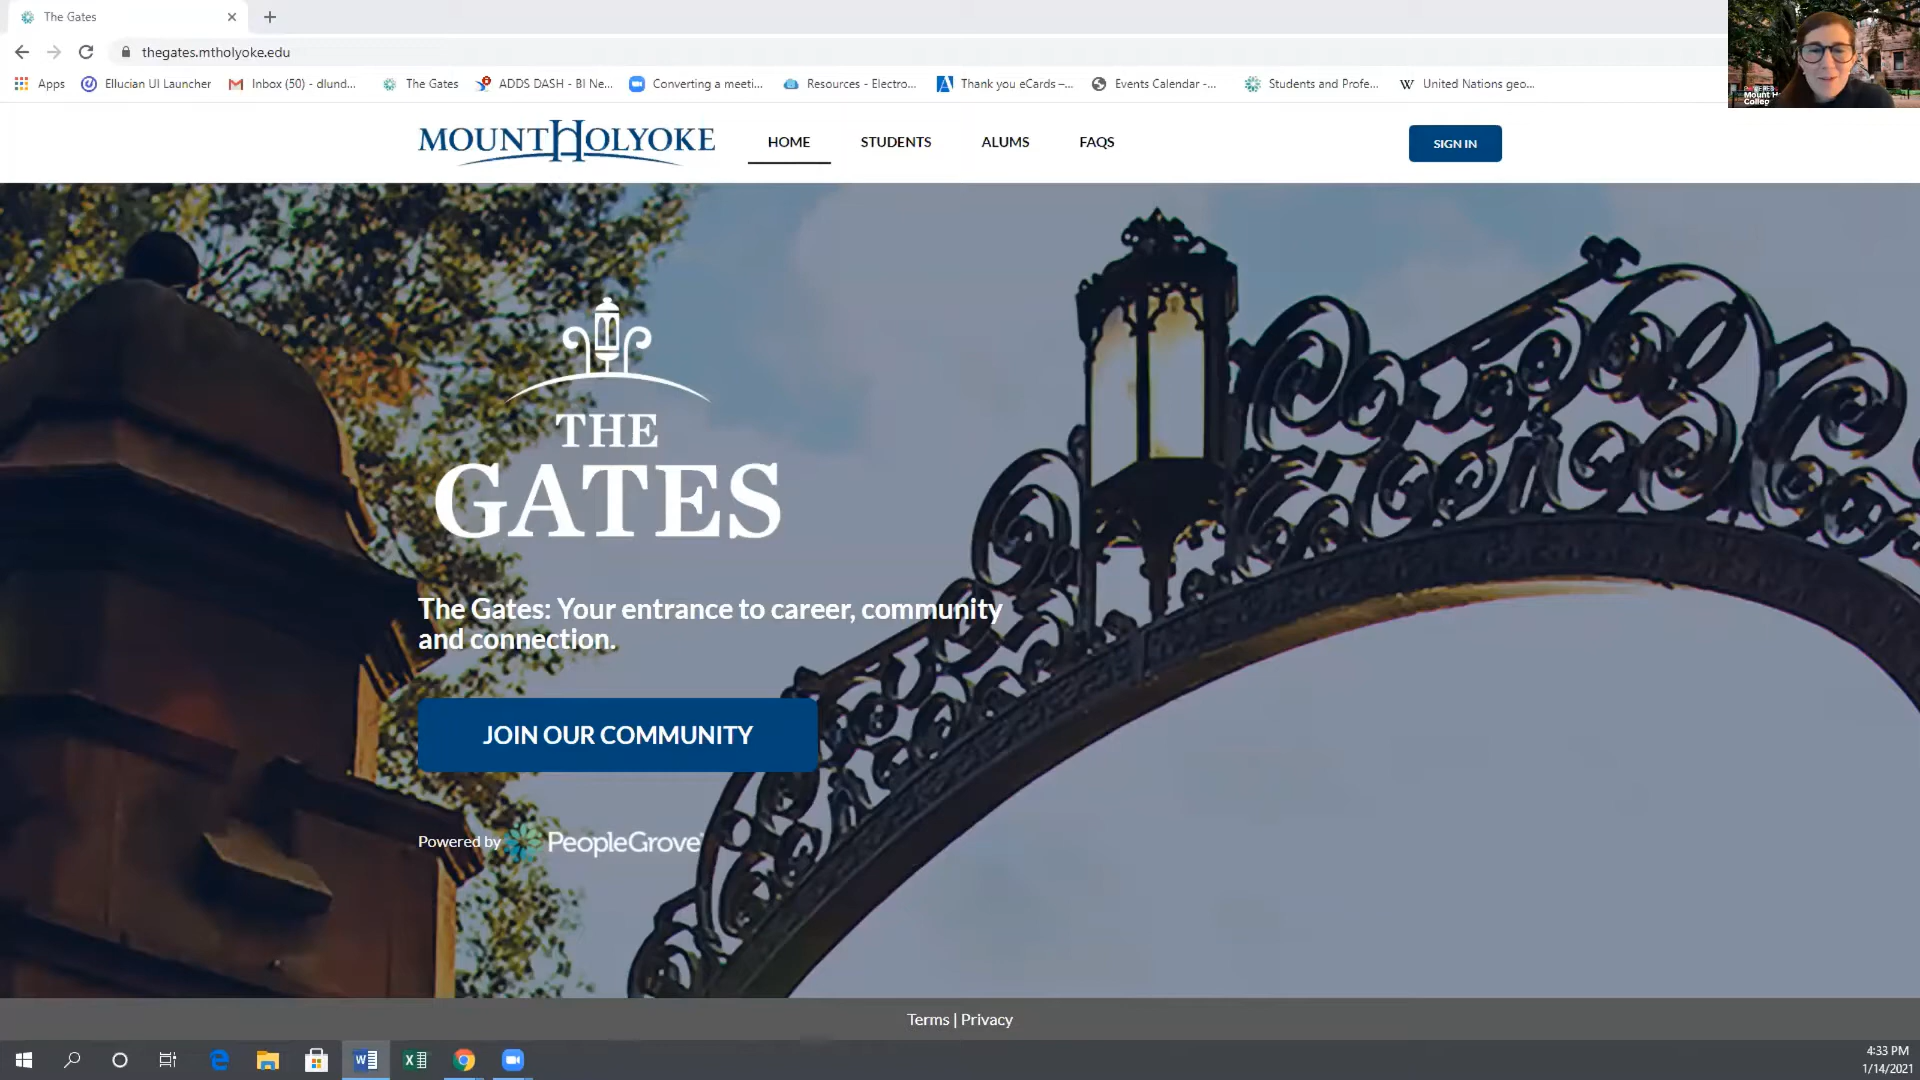 The Gates
thegates.mtholyoke.edu
Apps
Ellucian UI Launcher
Inbox (50) - dlund...
The Gates
ADDS DASH - BI Ne...
Converting a meeti...
Resources - Electro...
Thank you eCards –...
Events Calendar -...
Students and Profe...
United Nations geo...
Mount H
Colleg
MOUNT HOLYOKE
HOME
STUDENTS
ALUMS
FAQS
SIGN IN
THE
GATES
The Gates: Your entrance to career, community
and connection.
JOIN OUR COMMUNITY
Powered by PeopleGrove
Terms | Privacy
4:33 PM
1/14/2021